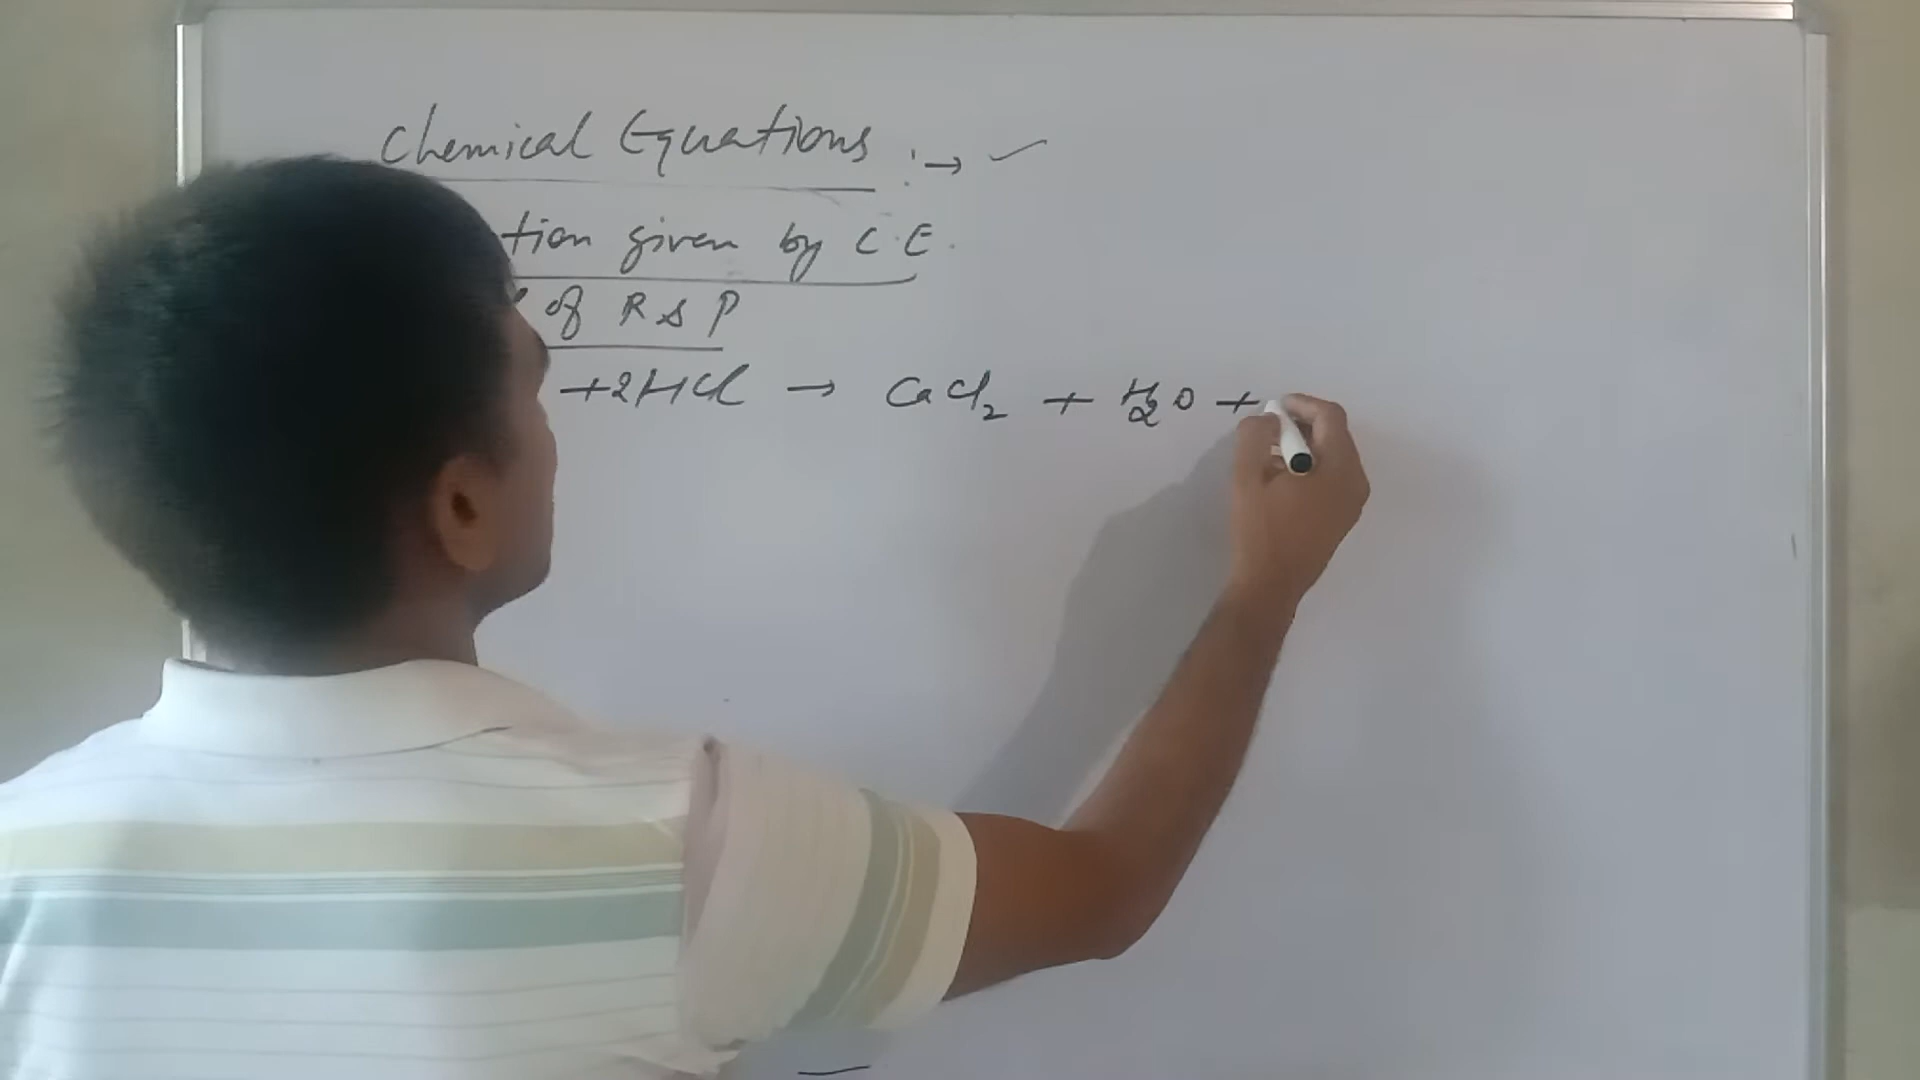 Chemical Equations :→ ✓
tion given by C.E.
of R & P
+2HCl → CaCl₂ + H₂O +